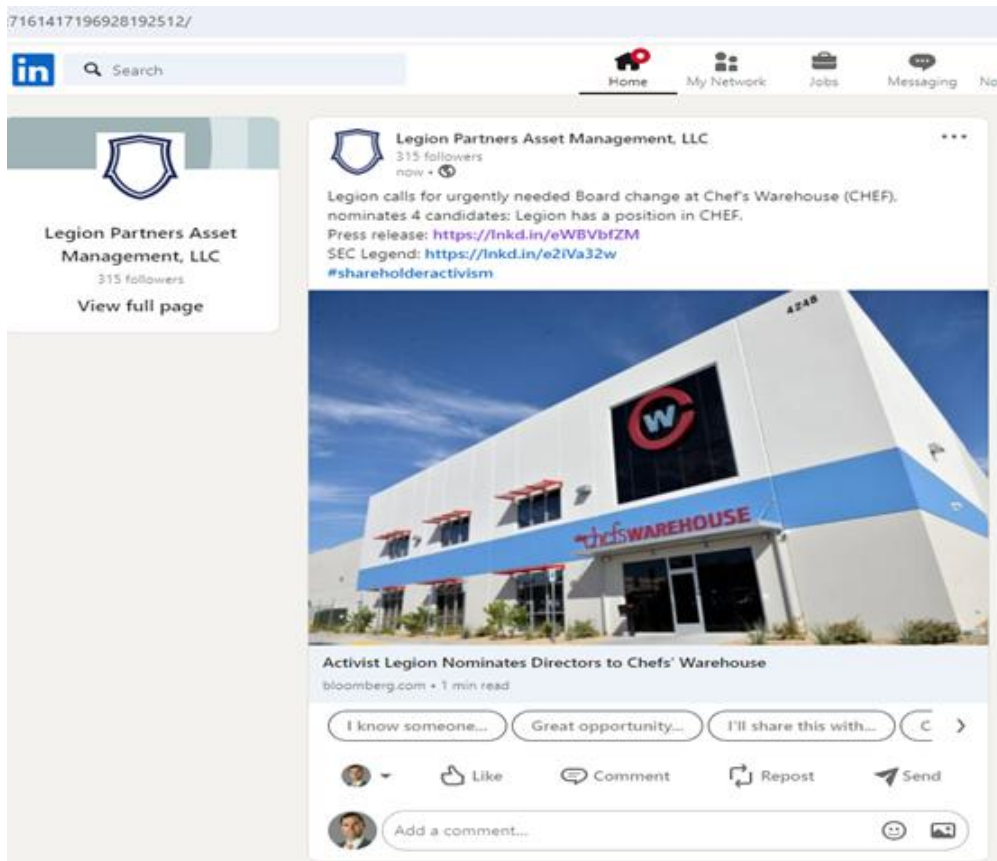 7161417196928192512/
in
Search
Home
My Network
Jobs
Messaging
No
Legion Partners Asset
Management, LLC
315 followers
View full page
Legion Partners Asset Management, LLC
315 followers
now •
Legion calls for urgently needed Board change at Chef's Warehouse (CHEF),
nominates 4 candidates; Legion has a position in CHEF.
Press release: https://lnkd.in/eWBVbfZM
SEC Legend: https://lnkd.in/e2iVa32w
#shareholderactivism
4248
CW
chefs'WAREHOUSE
Activist Legion Nominates Directors to Chefs' Warehouse
bloomberg.com • 1 min read
I know someone...
Great opportunity...
I'll share this with...
C
Like
Comment
Repost
Send
Add a comment...